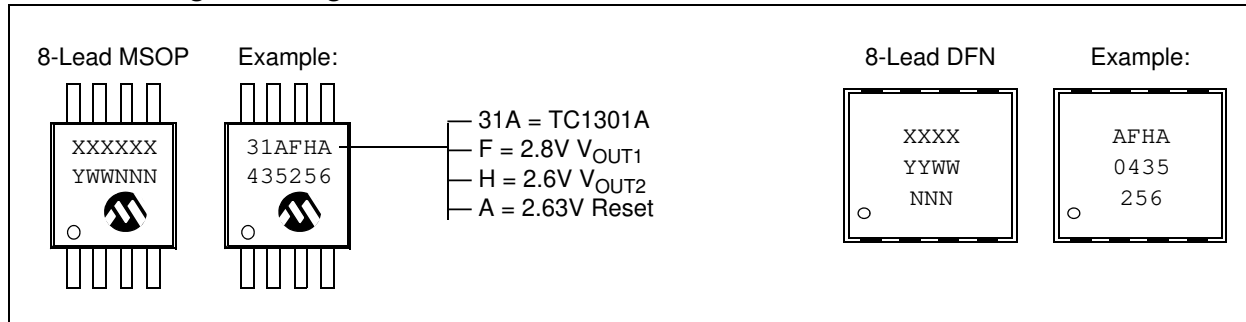 8-Lead MSOP
Example:
XXXXXX
YWWNNN
31AFHA
435256
31A = TC1301A
F = 2.8V VOUT1
H = 2.6V VOUT2
A = 2.63V Reset
8-Lead DFN
Example:
XXXX
YYWW
NNN
AFHA
0435
256